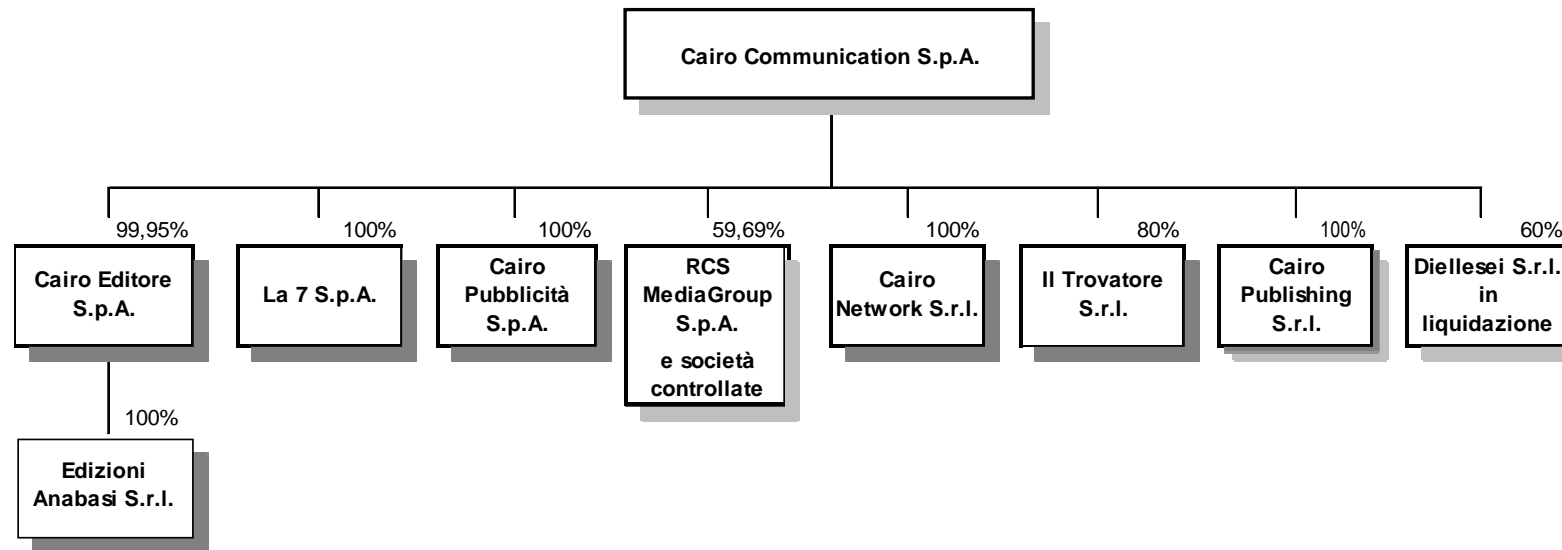 Cairo Communication S.p.A.
99,95%
100%
100%
59,69%
100%
80%
100%
60%
Cairo Editore
S.p.A.
La 7 S.p.A.
Cairo
Pubblicità
S.p.A.
RCS
MediaGroup
S.p.A.
e società
controllate
Cairo
Network S.r.l.
Il Trovatore
S.r.l.
Cairo
Publishing
S.r.l.
Diellesei S.r.l.
in
liquidazione
100%
Edizioni
Anabasi S.r.l.